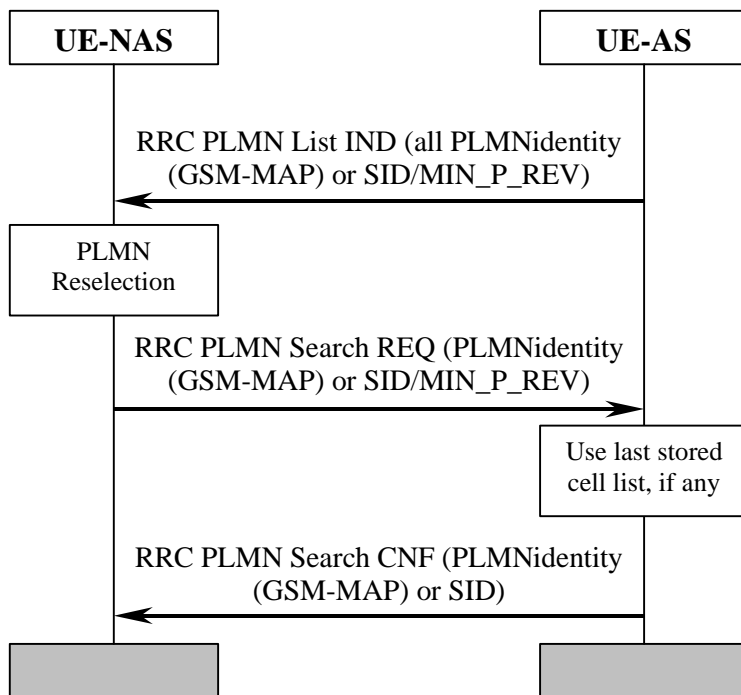 UE-NAS
UE-AS
RRC PLMN List IND (all PLMNidentity
(GSM-MAP) or SID/MIN_P_REV)
PLMN
Reselection
RRC PLMN Search REQ (PLMNidentity
(GSM-MAP) or SID/MIN_P_REV)
Use last stored
cell list, if any
RRC PLMN Search CNF (PLMNidentity
(GSM-MAP) or SID)